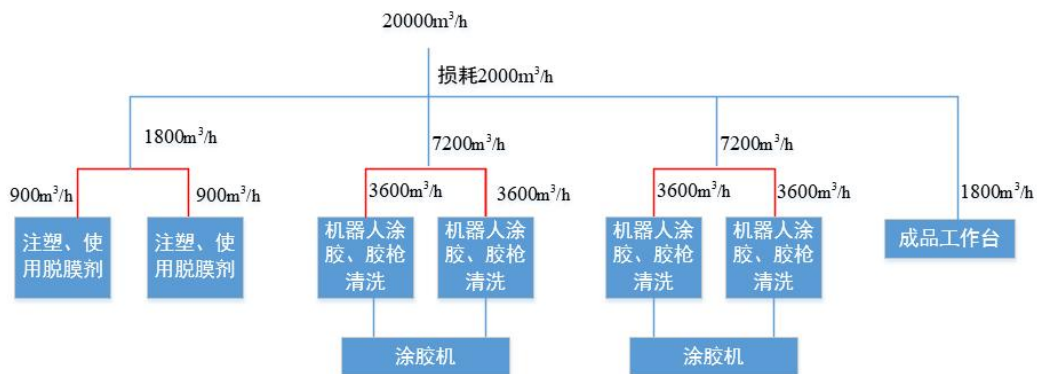 20000m³/h
损耗2000m³/h
1800m³/h
7200m³/h
7200m³/h
900m³/h
900m³/h
3600m³/h
3600m³/h
3600m³/h
3600m³/h
1800m³/h
注塑、使
用脱膜剂
注塑、使
用脱膜剂
机器人涂
胶、胶枪
清洗
机器人涂
胶、胶枪
清洗
机器人涂
胶、胶枪
清洗
机器人涂
胶、胶枪
清洗
成品工作台
涂胶机
涂胶机